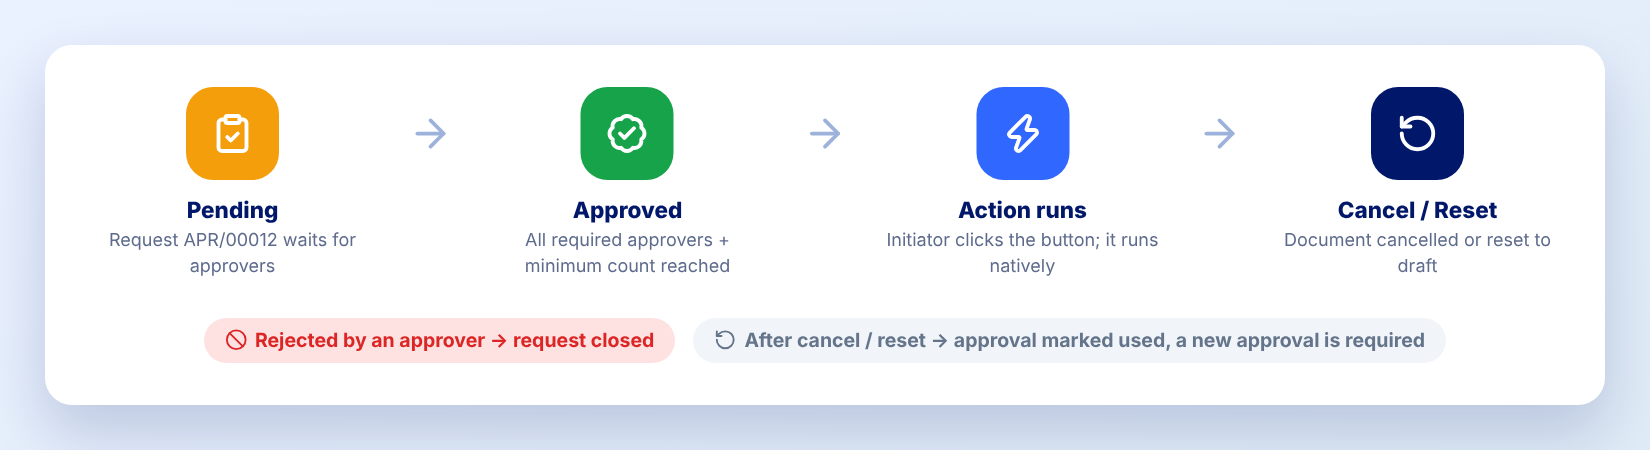 Pending
Request APR/00012 waits for
approvers
Approved
All required approvers +
minimum count reached
Action runs
Initiator clicks the button; it runs
natively
Cancel / Reset
Document cancelled or reset to
draft
Rejected by an approver → request closed
After cancel / reset → approval marked used, a new approval is required